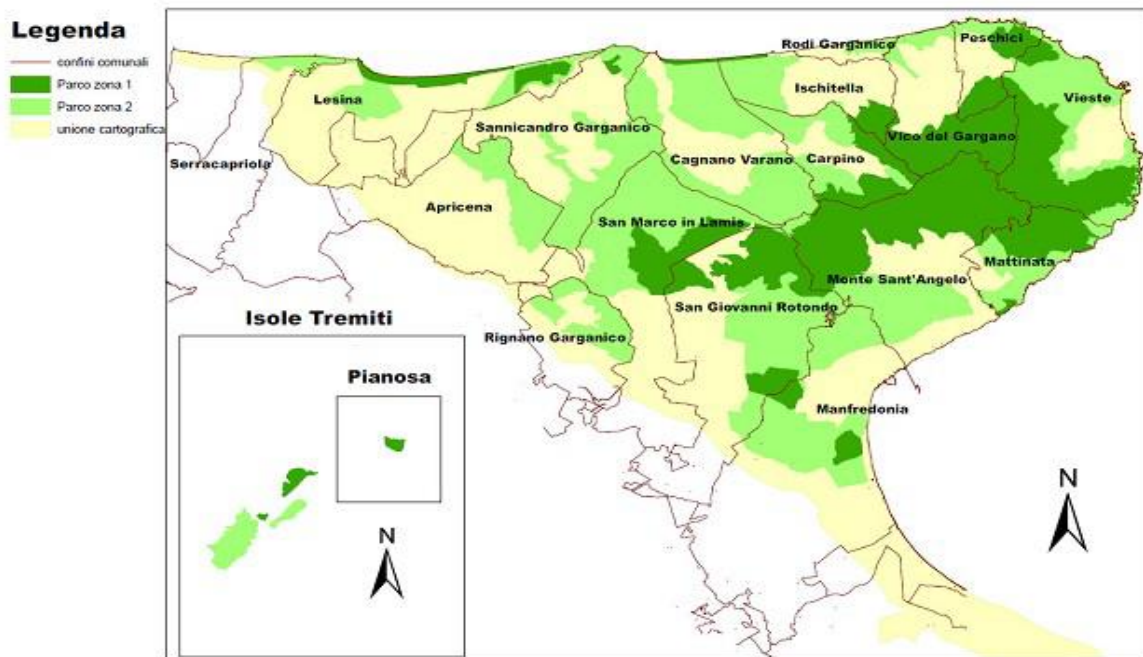 Legenda
confini comunali
Parco zona 1
Parco zona 2
unione cartografica
Rodi Garganico
Peschici
Lesina
Ischitella
Vieste
Sannicandro Garganico
Vico del Gargano
Serracapriola
Cagnano Varano
Carpino
Apricena
San Marco in Lamis
Mattinata
Monte Sant'Angelo
San Giovanni Rotondo
Isole Tremiti
Rignano Garganico
Pianosa
Manfredonia
N
N